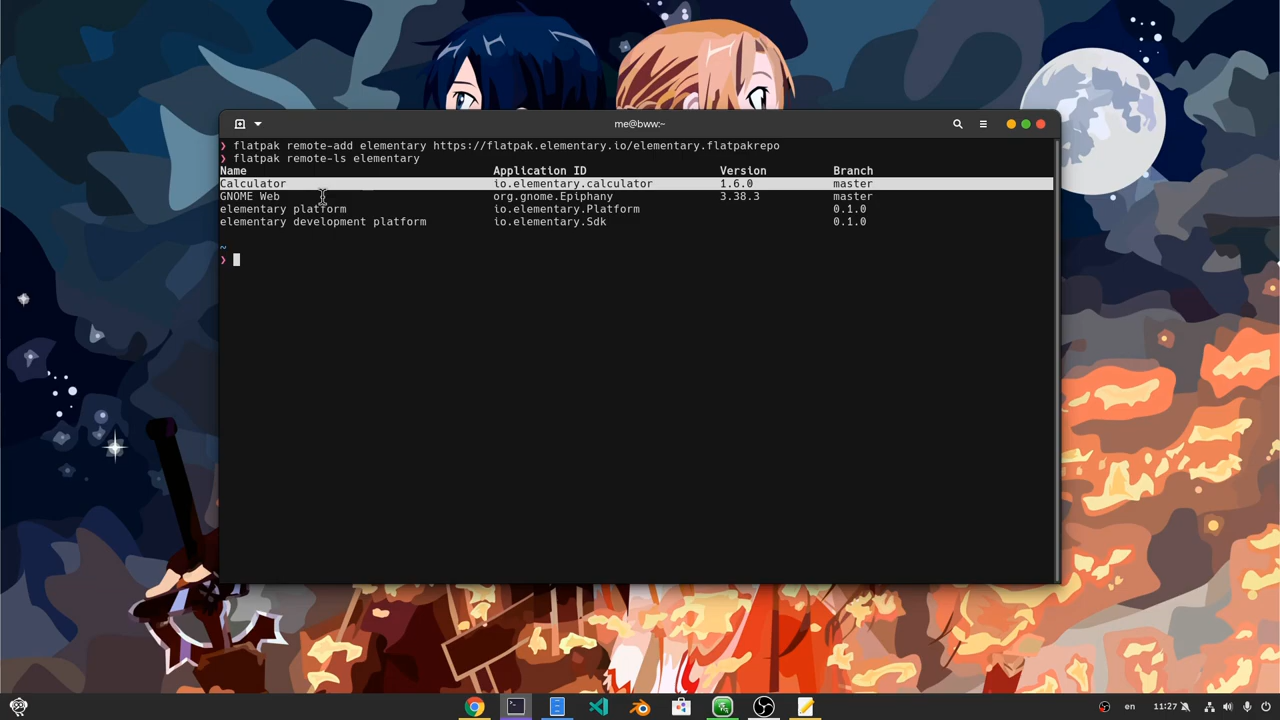 me@bww:~
❯ flatpak remote-add elementary https://flatpak.elementary.io/elementary.flatpakrepo
❯ flatpak remote-ls elementary
Name Application ID Version Branch
Calculator io.elementary.calculator 1.6.0 master
GNOME Web org.gnome.Epiphany 3.38.3 master
elementary platform io.elementary.Platform 0.1.0
elementary development platform io.elementary.Sdk 0.1.0
~
❯
en 11:27